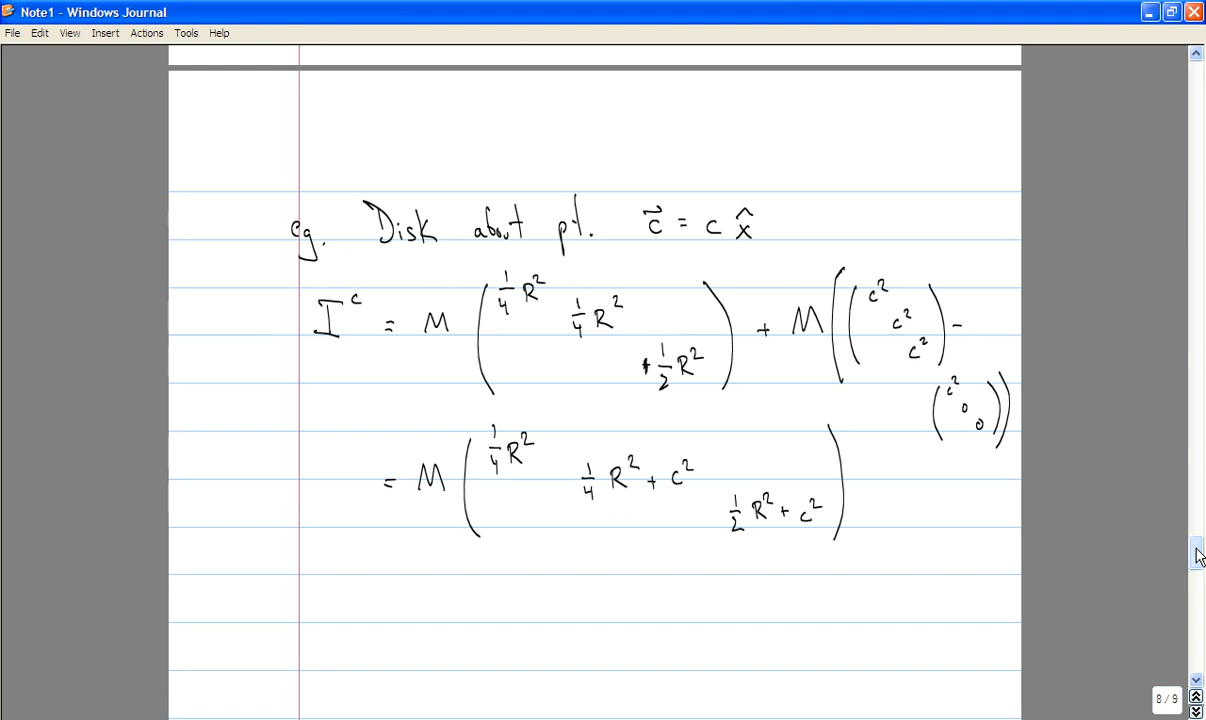 Note1 - Windows Journal
File Edit View Insert Actions Tools Help
eg. Disk about pt. c⃗ = c x̂
I^c = M ( 1/4 R² 1/4 R² 1/2 R² ) + M ( ( c² c² c² ) -
( c² 0 0 ) )
= M ( 1/4 R² 1/4 R² + c² 1/2 R² + c² )
8 / 9